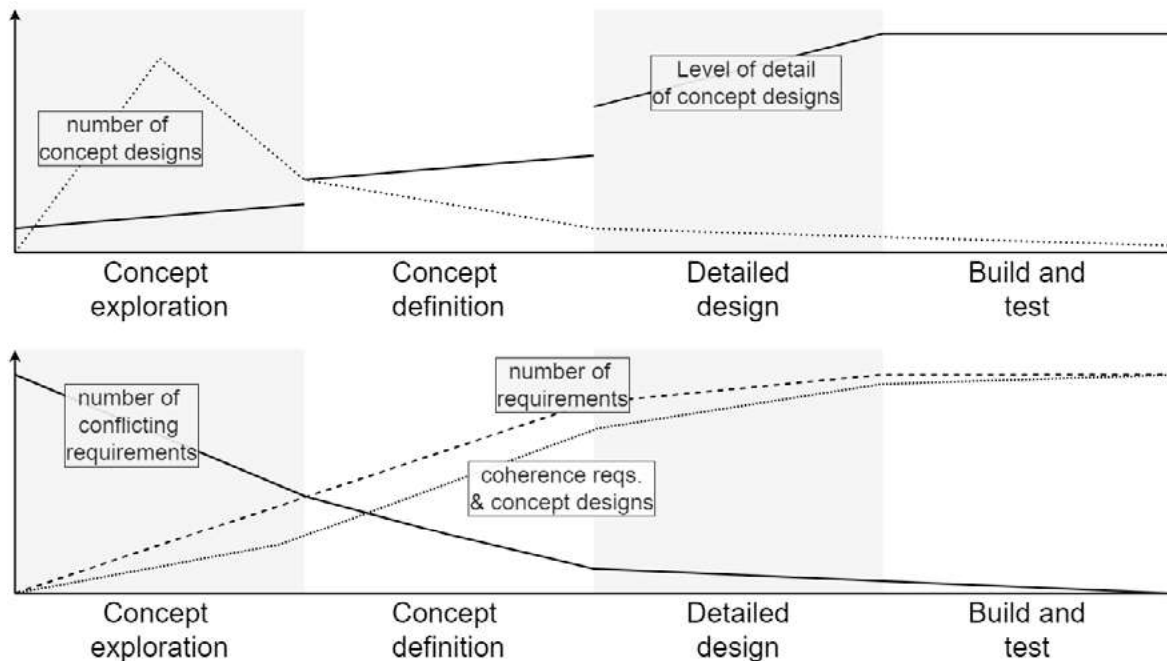 Level of detail
of concept designs
number of
concept designs
Concept
exploration
Concept
definition
Detailed
design
Build and
test
number of
conflicting
requirements
number of
requirements
coherence reqs.
& concept designs
Concept
exploration
Concept
definition
Detailed
design
Build and
test